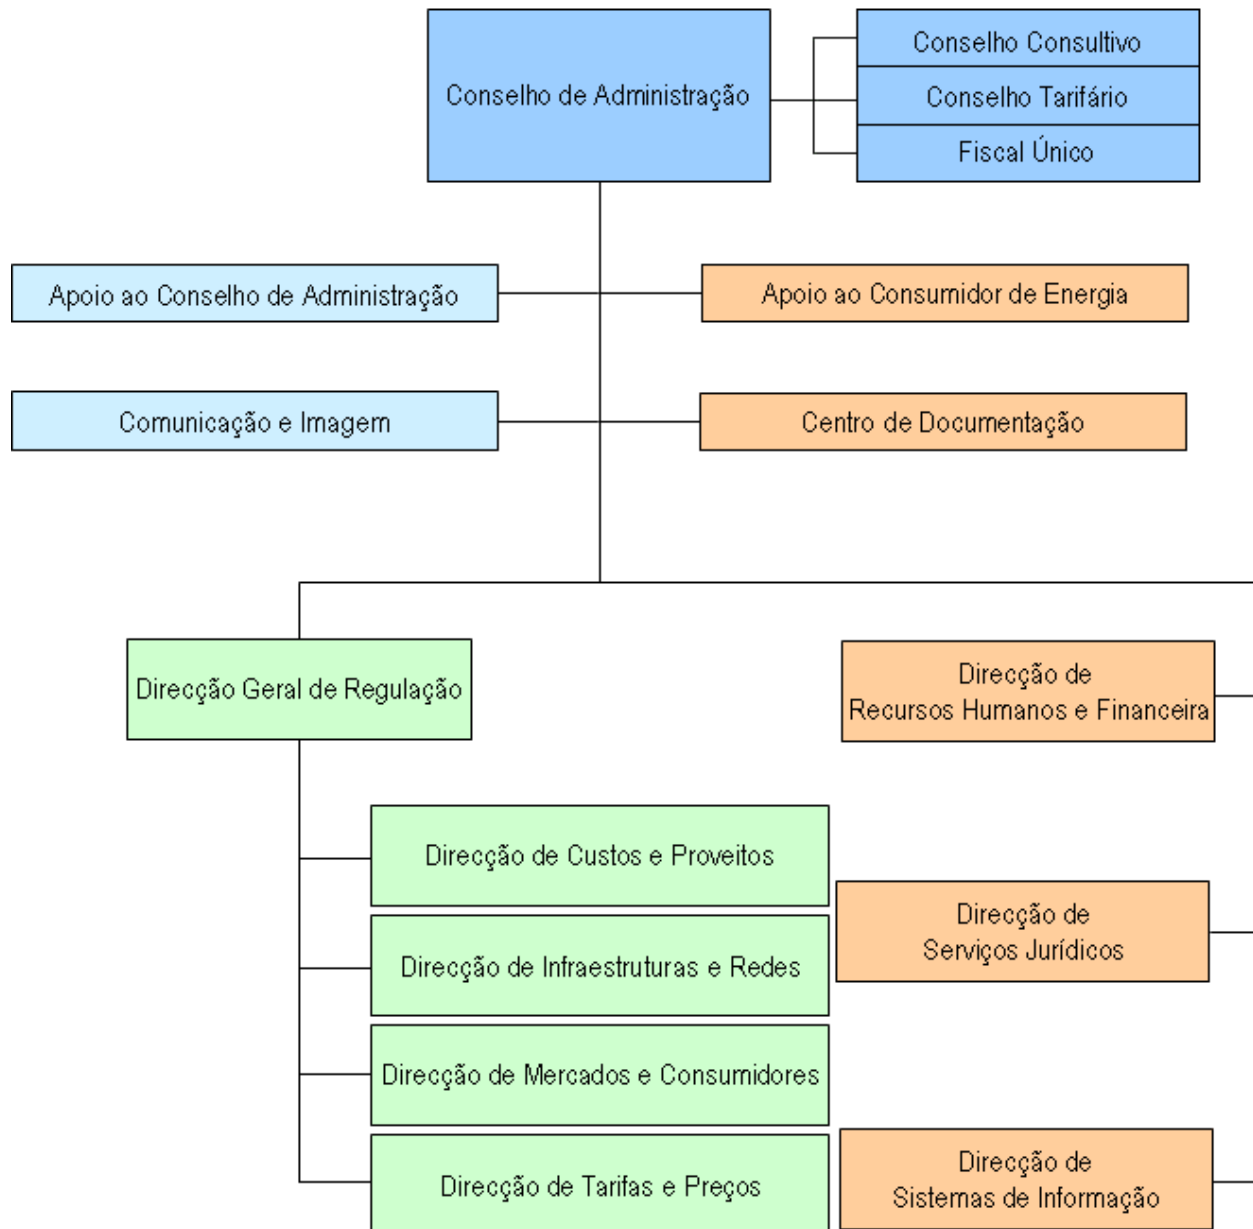 Conselho de Administração
Conselho Consultivo
Conselho Tarifário
Fiscal Único
Apoio ao Conselho de Administração
Apoio ao Consumidor de Energia
Comunicação e Imagem
Centro de Documentação
Direcção Geral de Regulação
Direcção de
Recursos Humanos e Financeira
Direcção de Custos e Proveitos
Direcção de
Serviços Jurídicos
Direcção de Infraestruturas e Redes
Direcção de Mercados e Consumidores
Direcção de Tarifas e Preços
Direcção de
Sistemas de Informação